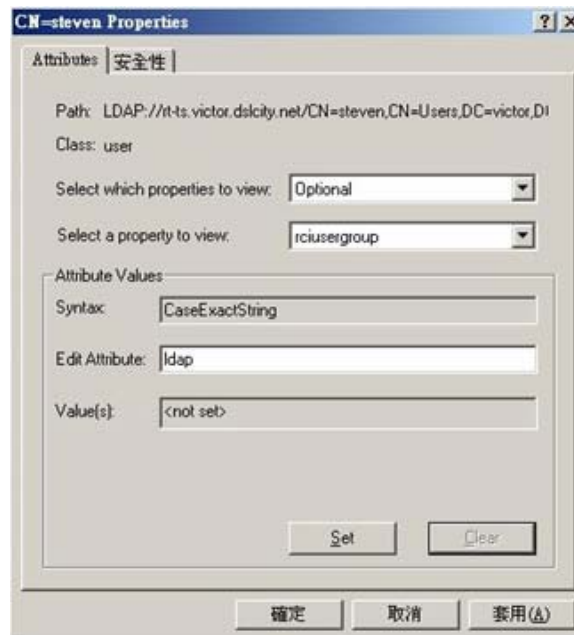 CN=steven Properties
Attributes
安全性
Path: LDAP://rt-ts.victor.dslcity.net/CN=steven,CN=Users,DC=victor,D
Class: user
Select which properties to view: Optional
Select a property to view: rciusergroup
Attribute Values
Syntax: CaseExactString
Edit Attribute: ldap
Value(s): <not set>
Set
Clear
確定
取消
套用(A)